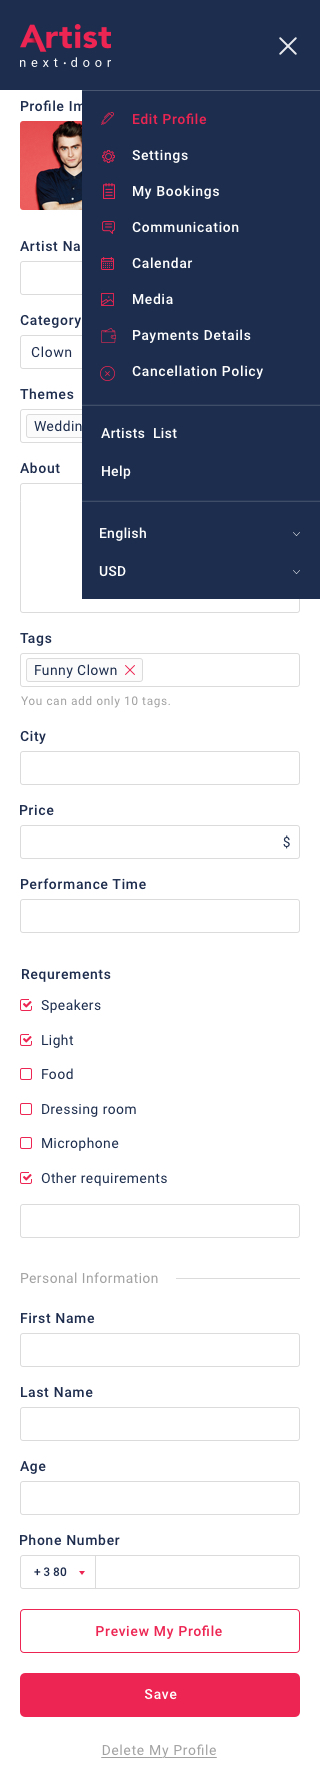 Artist
next·door
Profile Im
Edit Profile
Settings
My Bookings
Communication
Calendar
Media
Payments Details
Cancellation Policy
Artists List
Help
English
USD
Artist Na
Category
Clown
Themes
Weddin
About
Tags
Funny Clown
You can add only 10 tags.
City
Price
$
Performance Time
Requrements
Speakers
Light
Food
Dressing room
Microphone
Other requirements
Personal Information
First Name
Last Name
Age
Phone Number
+380
Preview My Profile
Save
Delete My Profile